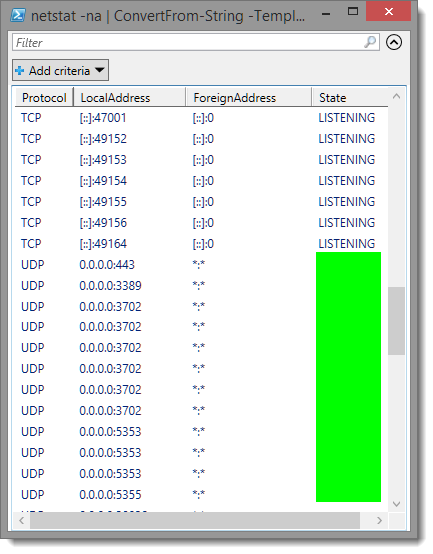 netstat -na | ConvertFrom-String -Templ...
Filter
Add criteria
Protocol LocalAddress ForeignAddress State
TCP [::]:47001 [::]:0 LISTENING
TCP [::]:49152 [::]:0 LISTENING
TCP [::]:49153 [::]:0 LISTENING
TCP [::]:49154 [::]:0 LISTENING
TCP [::]:49155 [::]:0 LISTENING
TCP [::]:49156 [::]:0 LISTENING
TCP [::]:49164 [::]:0 LISTENING
UDP 0.0.0.0:443 *:*
UDP 0.0.0.0:3389 *:*
UDP 0.0.0.0:3702 *:*
UDP 0.0.0.0:3702 *:*
UDP 0.0.0.0:3702 *:*
UDP 0.0.0.0:3702 *:*
UDP 0.0.0.0:3702 *:*
UDP 0.0.0.0:3702 *:*
UDP 0.0.0.0:5353 *:*
UDP 0.0.0.0:5353 *:*
UDP 0.0.0.0:5353 *:*
UDP 0.0.0.0:5355 *:*